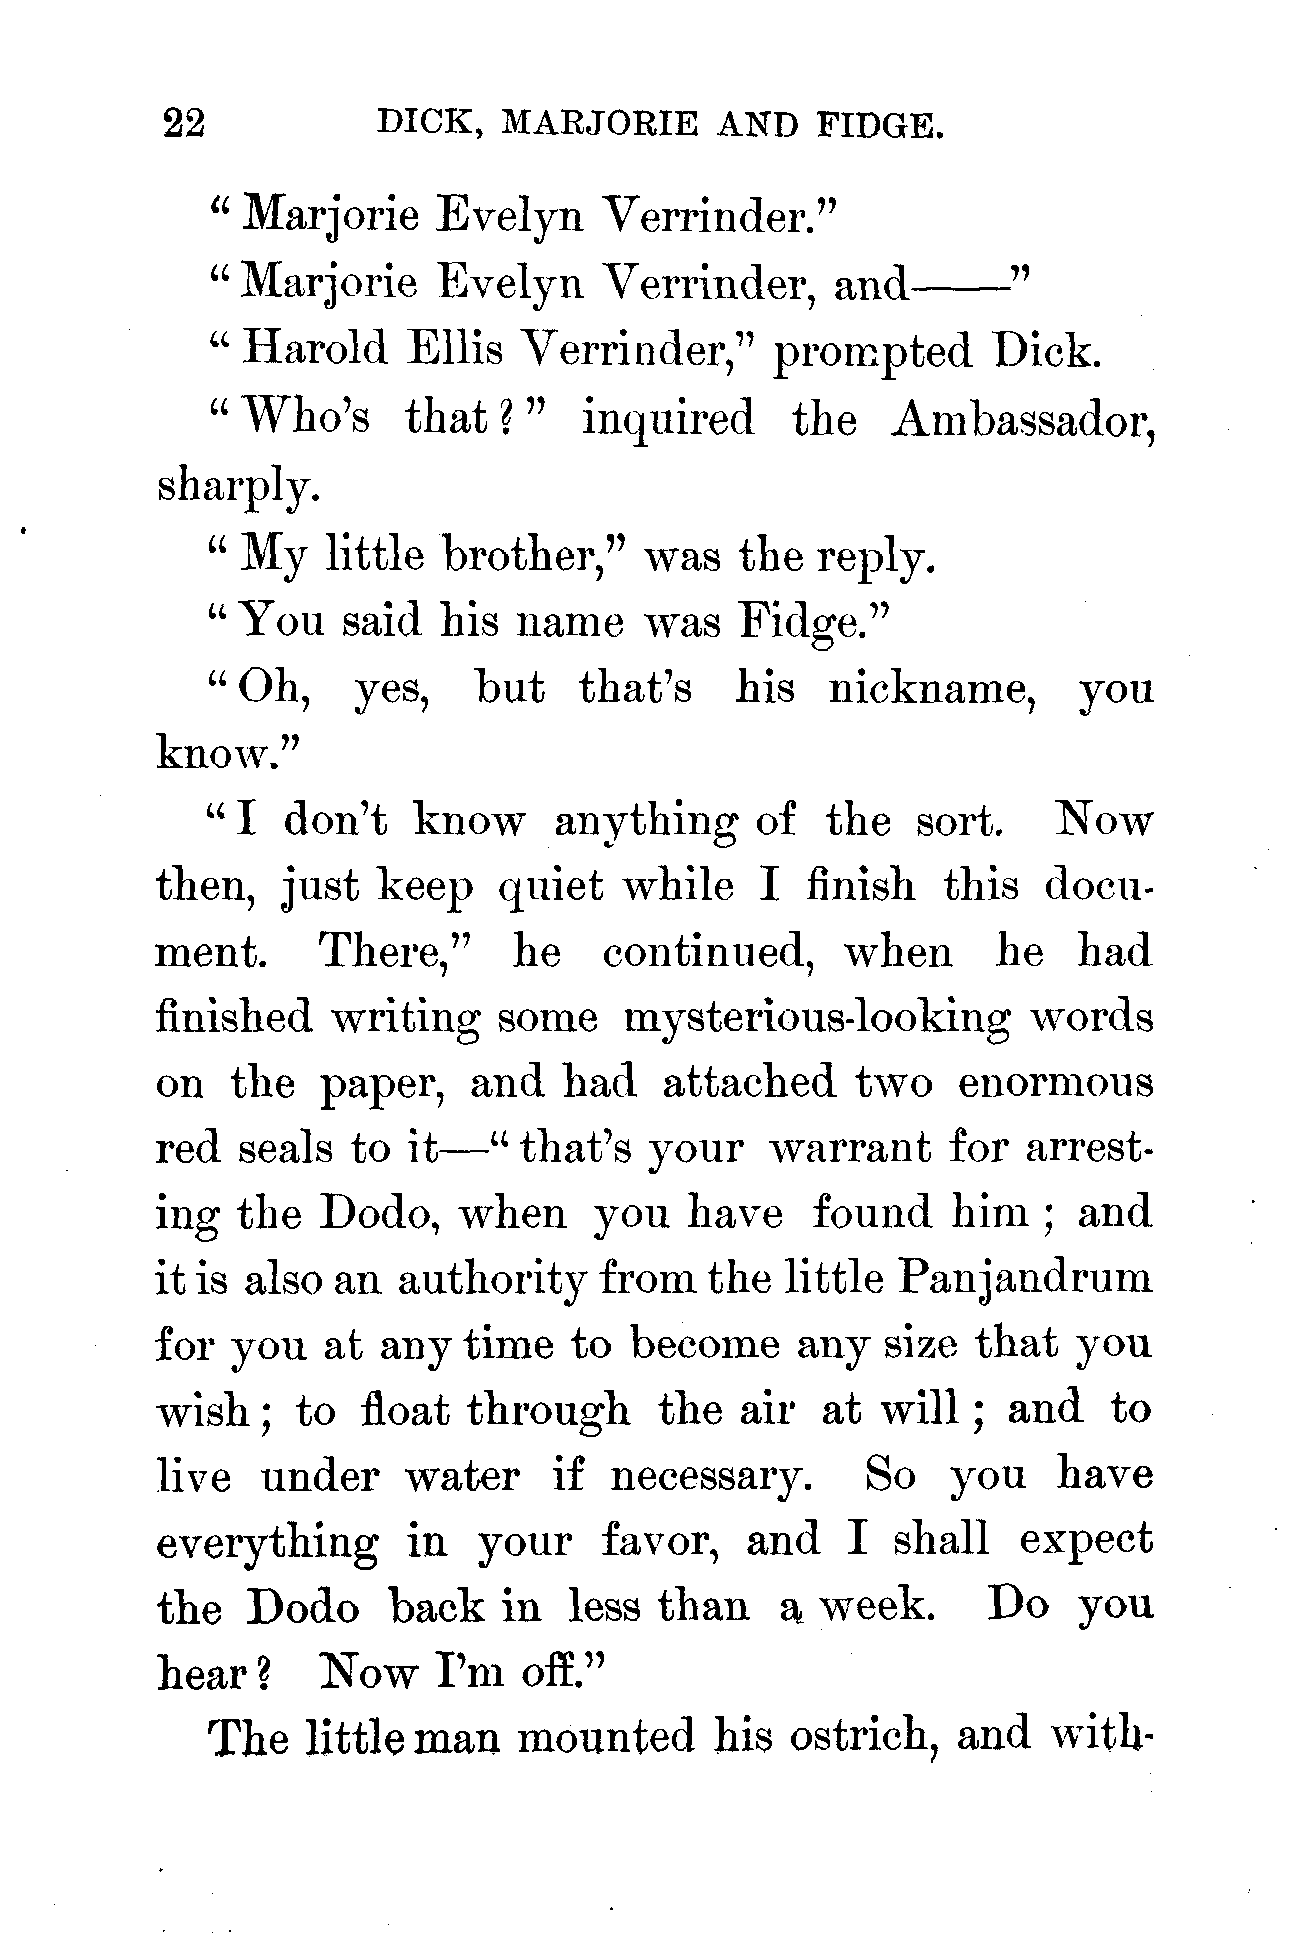 22 DICK, MARJORIE AND FIDGE.
“ Marjorie Evelyn Verrinder.”
“ Marjorie Evelyn Verrinder, and——”
“ Harold Ellis Verrinder,” prompted Dick.
“ Who’s that ? ” inquired the Ambassador,
sharply.
“ My little brother,” was the reply.
“ You said his name was Fidge.”
“ Oh, yes, but that’s his nickname, you
know.”
“ I don’t know anything of the sort. Now
then, just keep quiet while I finish this docu-
ment. There,” he continued, when he had
finished writing some mysterious-looking words
on the paper, and had attached two enormous
red seals to it—“ that’s your warrant for arrest-
ing the Dodo, when you have found him ; and
it is also an authority from the little Panjandrum
for you at any time to become any size that you
wish ; to float through the air at will ; and to
live under water if necessary. So you have
everything in your favor, and I shall expect
the Dodo back in less than a week. Do you
hear ? Now I’m off.”
The little man mounted his ostrich, and with-